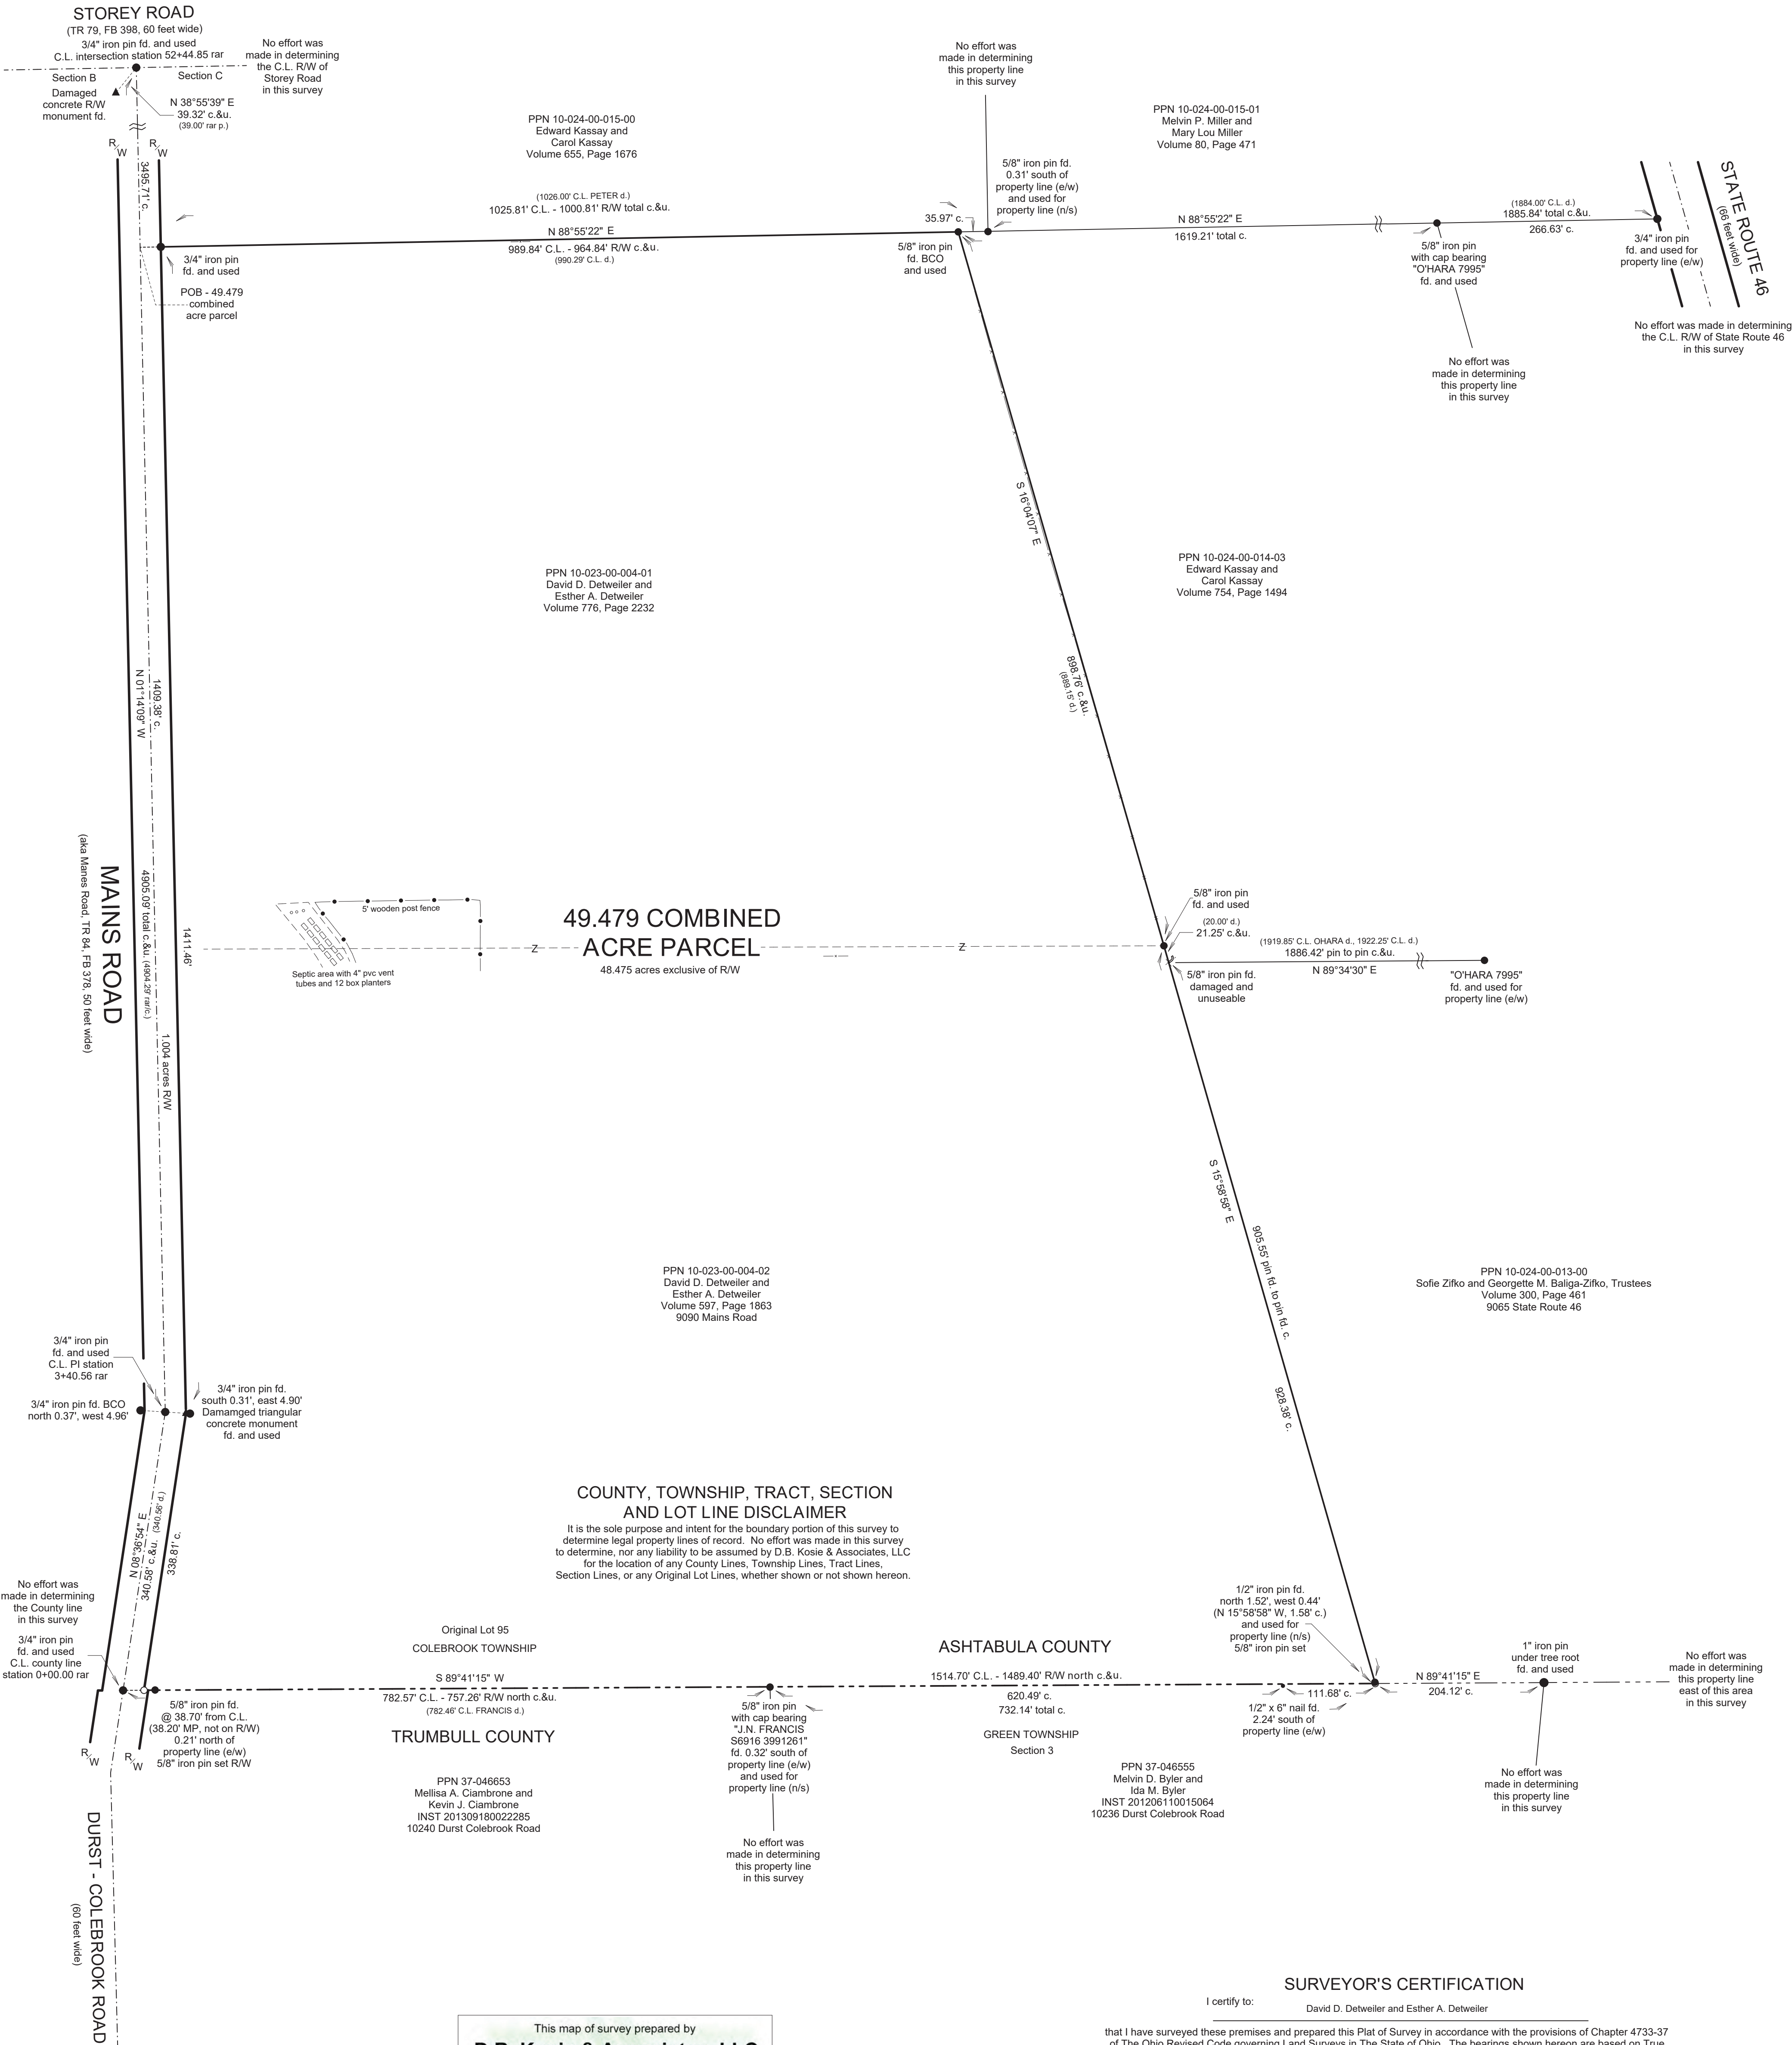 STOREY ROAD
(TR 79, FB 398, 60 feet wide)
3/4" iron pin fd. and used
C.L. intersection station 52+44.85 rar
No effort was
made in determining
the C.L. R/W of
Storey Road
in this survey
Section B
Section C
Damaged
concrete R/W
monument fd.
N 38°55'39" E
39.32' c.&u.
(39.00' rar p.)
R/W
R/W
3495.71' c.
PPN 10-024-00-015-00
Edward Kassay and
Carol Kassay
Volume 655, Page 1676
No effort was
made in determining
this property line
in this survey
PPN 10-024-00-015-01
Melvin P. Miller and
Mary Lou Miller
Volume 80, Page 471
5/8" iron pin fd.
0.31' south of
property line (e/w)
and used for
property line (n/s)
STATE ROUTE 46
(66 feet wide)
(1026.00' C.L. PETER d.)
1025.81' C.L. - 1000.81' R/W total c.&u.
35.97' c.
N 88°55'22" E
989.84' C.L. - 964.84' R/W c.&u.
(990.29' C.L. d.)
N 88°55'22" E
1619.21' total c.
(1884.00' C.L. d.)
1885.84' total c.&u.
266.63' c.
3/4" iron pin
fd. and used
POB - 49.479
combined
acre parcel
5/8" iron pin
fd. BCO
and used
5/8" iron pin
with cap bearing
"O'HARA 7995"
fd. and used
3/4" iron pin
fd. and used for
property line (e/w)
No effort was made in determining
the C.L. R/W of State Route 46
in this survey
No effort was
made in determining
this property line
in this survey
S 16°04'07" E
PPN 10-023-00-004-01
David D. Detweiler and
Esther A. Detweiler
Volume 776, Page 2232
PPN 10-024-00-014-03
Edward Kassay and
Carol Kassay
Volume 754, Page 1494
898.76' c.&u.
(889.15' d.)
N 01°14'09" W
1409.38' c.
MAINS ROAD
(aka Manes Road, TR 84, FB 378, 50 feet wide)
4905.09' total c.&u. (4904.29' rar/c.)
1411.46'
1.004 acres R/W
5' wooden post fence
Septic area with 4" pvc vent
tubes and 12 box planters
49.479 COMBINED
ACRE PARCEL
48.475 acres exclusive of R/W
Z
Z
5/8" iron pin
fd. and used
(20.00' d.)
21.25' c.&u.
5/8" iron pin fd.
damaged and
unuseable
(1919.85' C.L. OHARA d., 1922.25' C.L. d.)
1886.42' pin to pin c.&u.
N 89°34'30" E
"O'HARA 7995"
fd. and used for
property line (e/w)
S 15°58'58" E
905.55' pin fd. to pin fd. c.
928.38' c.
PPN 10-023-00-004-02
David D. Detweiler and
Esther A. Detweiler
Volume 597, Page 1863
9090 Mains Road
PPN 10-024-00-013-00
Sofie Zifko and Georgette M. Baliga-Zifko, Trustees
Volume 300, Page 461
9065 State Route 46
3/4" iron pin
fd. and used
C.L. PI station
3+40.56 rar
3/4" iron pin fd. BCO
north 0.37', west 4.96'
3/4" iron pin fd.
south 0.31', east 4.90'
Damamged triangular
concrete monument
fd. and used
N 08°36'54" E
340.58' c.&u. (340.56' d.)
338.81' c.
COUNTY, TOWNSHIP, TRACT, SECTION
AND LOT LINE DISCLAIMER
It is the sole purpose and intent for the boundary portion of this survey to
determine legal property lines of record. No effort was made in this survey
to determine, nor any liability to be assumed by D.B. Kosie & Associates, LLC
for the location of any County Lines, Township Lines, Tract Lines,
Section Lines, or any Original Lot Lines, whether shown or not shown hereon.
No effort was
made in determining
the County line
in this survey
3/4" iron pin
fd. and used
C.L. county line
station 0+00.00 rar
Original Lot 95
COLEBROOK TOWNSHIP
ASHTABULA COUNTY
1/2" iron pin fd.
north 1.52', west 0.44'
(N 15°58'58" W, 1.58' c.)
and used for
property line (n/s)
5/8" iron pin set
1" iron pin
under tree root
fd. and used
No effort was
made in determining
this property line
east of this area
in this survey
S 89°41'15" W
782.57' C.L. - 757.26' R/W north c.&u.
(782.46' C.L. FRANCIS d.)
1514.70' C.L. - 1489.40' R/W north c.&u.
620.49' c.
732.14' total c.
111.68' c.
N 89°41'15" E
204.12' c.
5/8" iron pin fd.
@ 38.70' from C.L.
(38.20' MP, not on R/W)
0.21' north of
property line (e/w)
5/8" iron pin set R/W
R/W
R/W
TRUMBULL COUNTY
5/8" iron pin
with cap bearing
"J.N. FRANCIS
S6916 3991261"
fd. 0.32' south of
property line (e/w)
and used for
property line (n/s)
GREEN TOWNSHIP
Section 3
1/2" x 6" nail fd.
2.24' south of
property line (e/w)
PPN 37-046653
Mellisa A. Ciambrone and
Kevin J. Ciambrone
INST 201309180022285
10240 Durst Colebrook Road
PPN 37-046555
Melvin D. Byler and
Ida M. Byler
INST 201206110015064
10236 Durst Colebrook Road
No effort was
made in determining
this property line
in this survey
No effort was
made in determining
this property line
in this survey
DURST - COLEBROOK ROAD
(60 feet wide)
This map of survey prepared by
D.B. Kosie & Associates, LLC
SURVEYOR'S CERTIFICATION
I certify to:
David D. Detweiler and Esther A. Detweiler
that I have surveyed these premises and prepared this Plat of Survey in accordance with the provisions of Chapter 4733-37
of The Ohio Revised Code governing Land Surveys in The State of Ohio. The bearings shown hereon are based on True